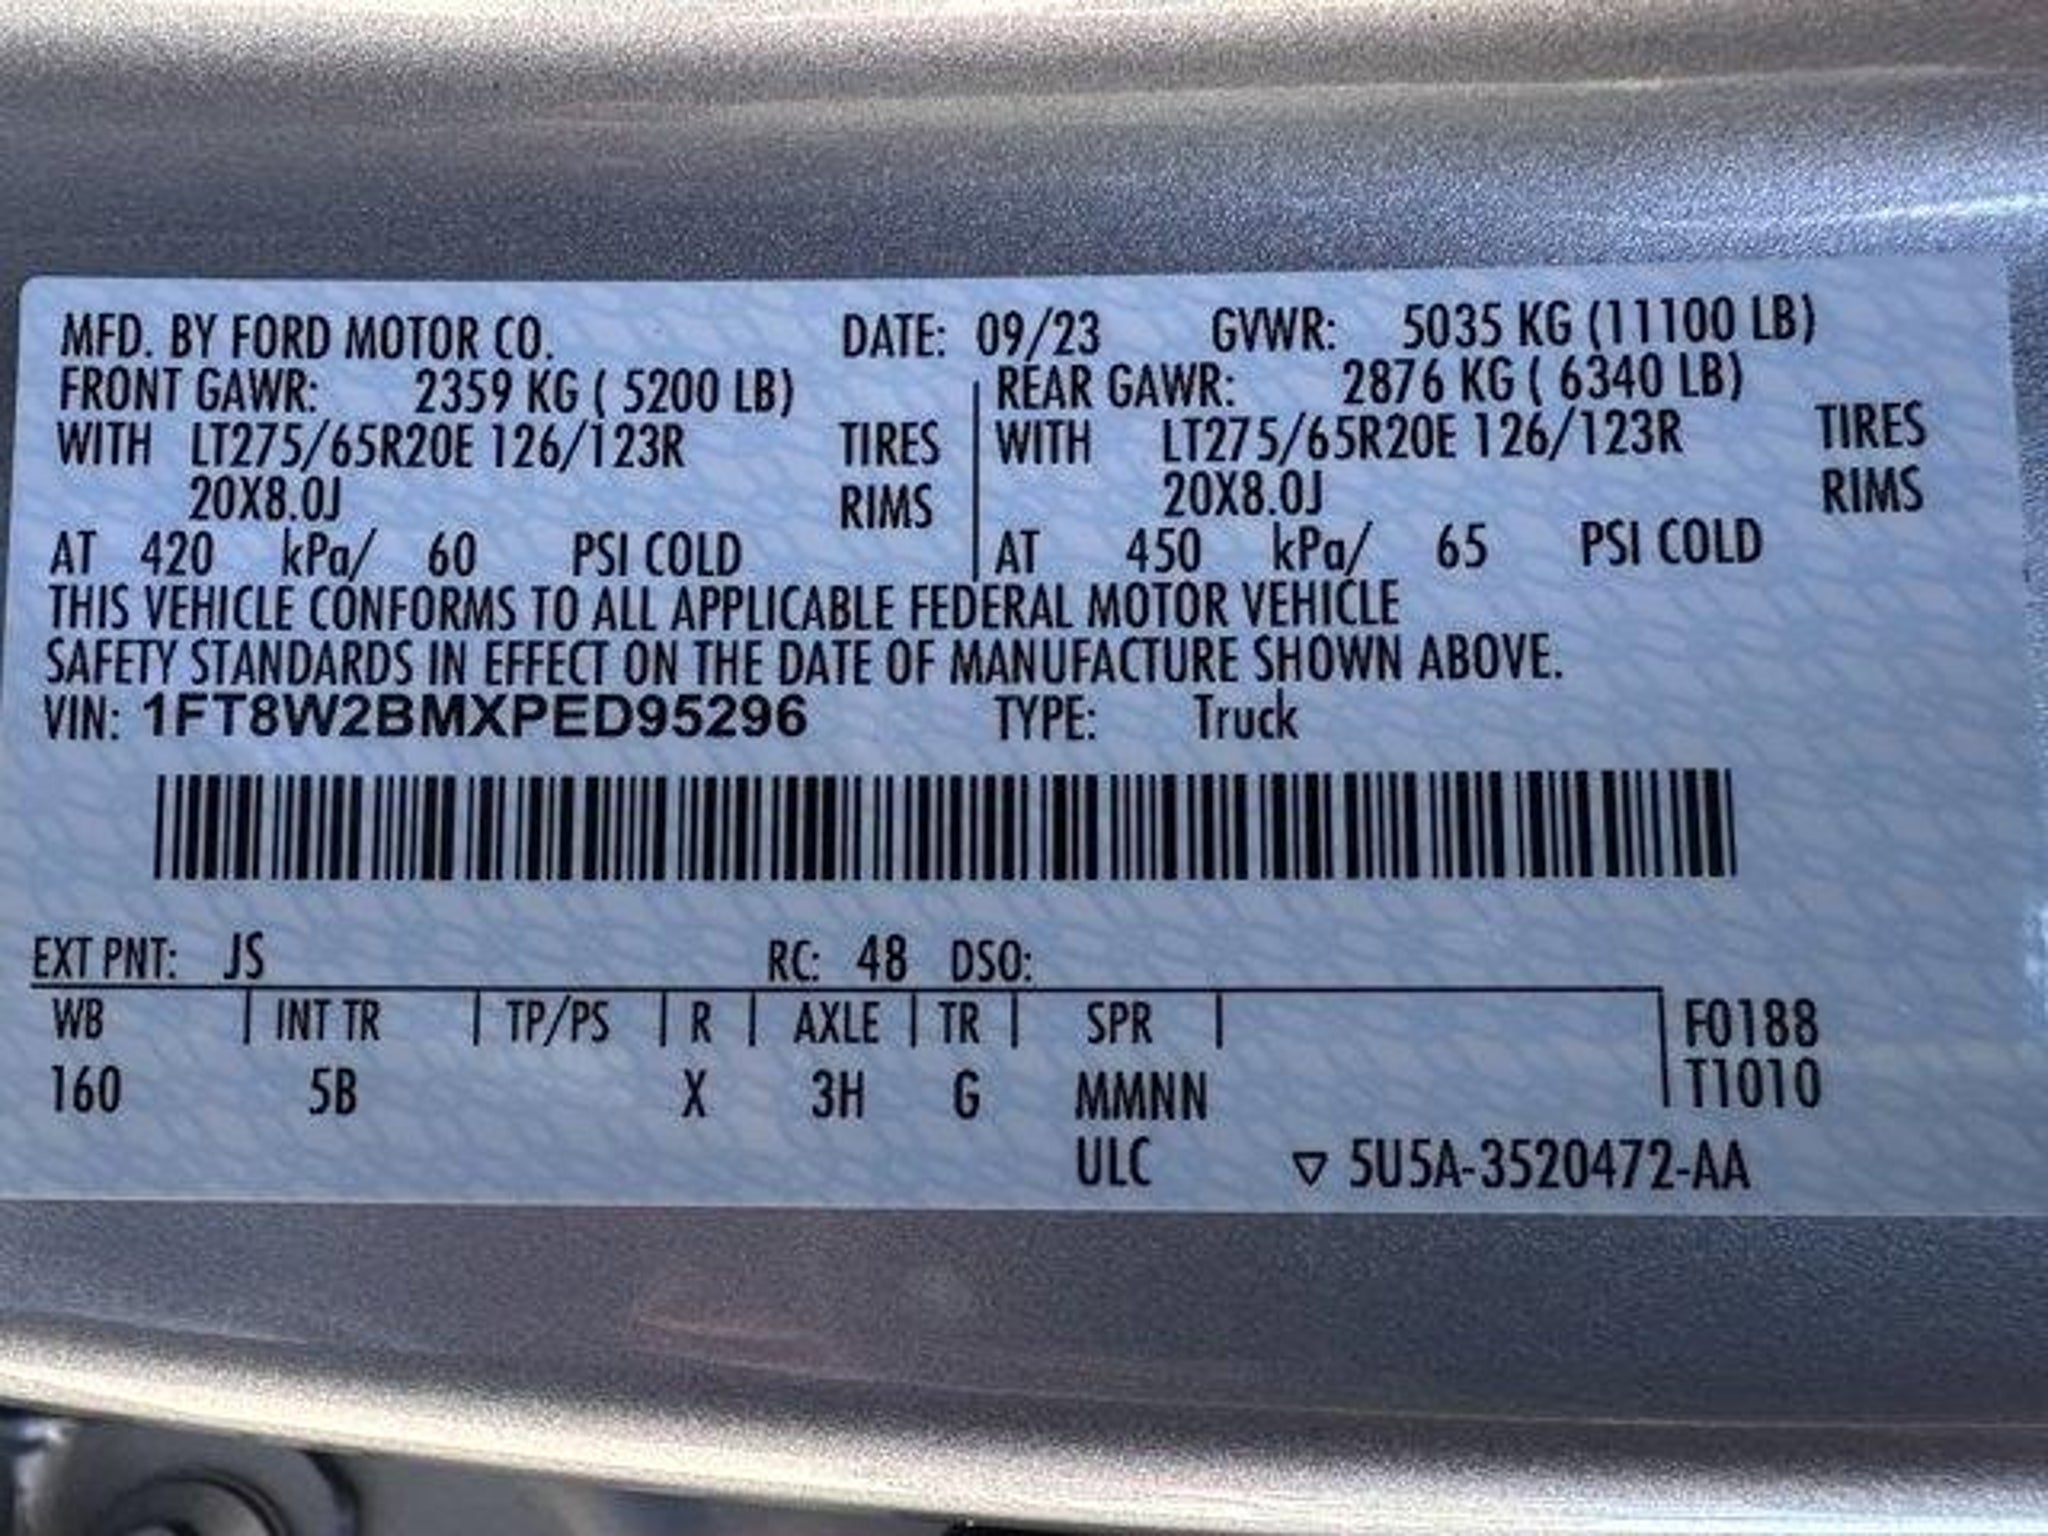 MFD. BY FORD MOTOR CO. DATE: 09/23 GVWR: 5035 KG (11100 LB)
FRONT GAWR: 2359 KG ( 5200 LB) REAR GAWR: 2876 KG ( 6340 LB)
WITH LT275/65R20E 126/123R TIRES WITH LT275/65R20E 126/123R TIRES
20X8.0J RIMS 20X8.0J RIMS
AT 420 kPa/ 60 PSI COLD AT 450 kPa/ 65 PSI COLD
THIS VEHICLE CONFORMS TO ALL APPLICABLE FEDERAL MOTOR VEHICLE
SAFETY STANDARDS IN EFFECT ON THE DATE OF MANUFACTURE SHOWN ABOVE.
VIN: 1FT8W2BMXPED95296 TYPE: Truck
EXT PNT: JS RC: 48 DSO:
WB INT TR TP/PS R AXLE TR SPR F0188
160 5B X 3H G MMNN T1010
ULC ▽ 5U5A-3520472-AA